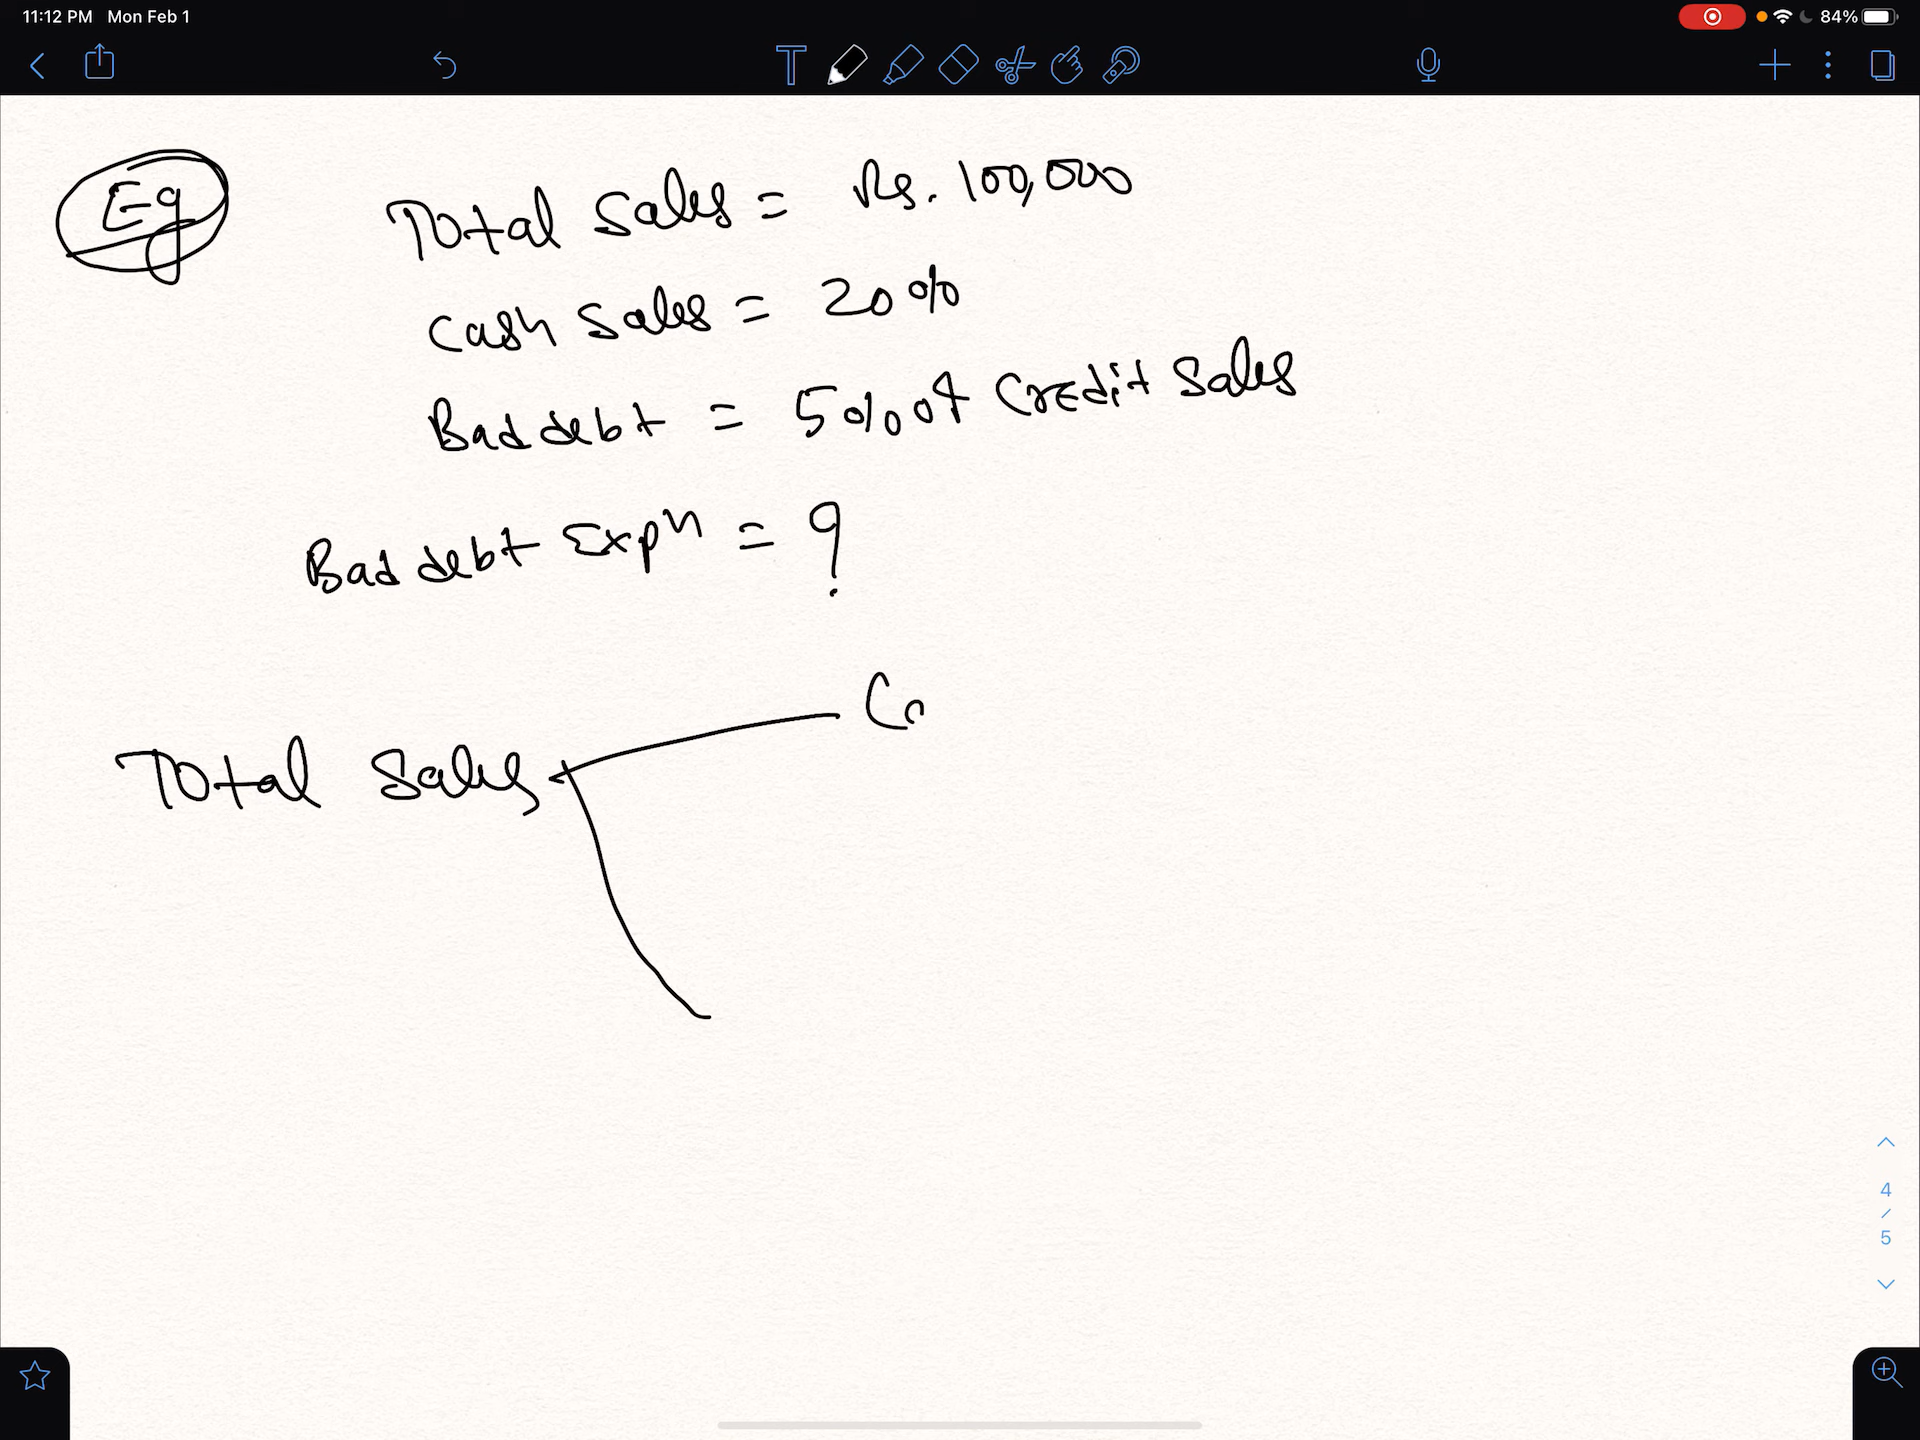 11:12 PM Mon Feb 1
84%
Eg
Total Sales = Rs. 100,000
Cash Sales = 20%
Bad debt = 5% of Credit Sales
Bad debt Expn = ?
Ca
Total Sales
4
/
5